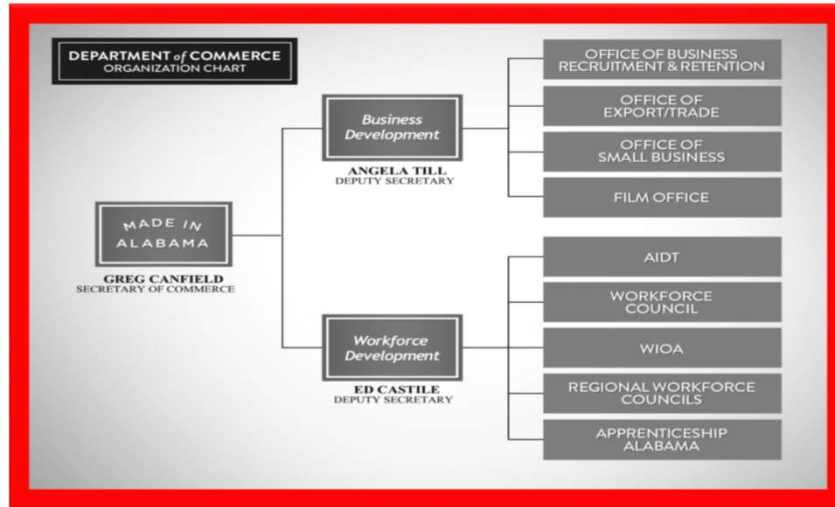 DEPARTMENT of COMMERCE
ORGANIZATION CHART
MADE IN
ALABAMA
GREG CANFIELD
SECRETARY OF COMMERCE
Business
Development
ANGELA TILL
DEPUTY SECRETARY
OFFICE OF BUSINESS
RECRUITMENT & RETENTION
OFFICE OF
EXPORT/TRADE
OFFICE OF
SMALL BUSINESS
FILM OFFICE
Workforce
Development
ED CASTILE
DEPUTY SECRETARY
AIDT
WORKFORCE
COUNCIL
WIOA
REGIONAL WORKFORCE
COUNCILS
APPRENTICESHIP
ALABAMA